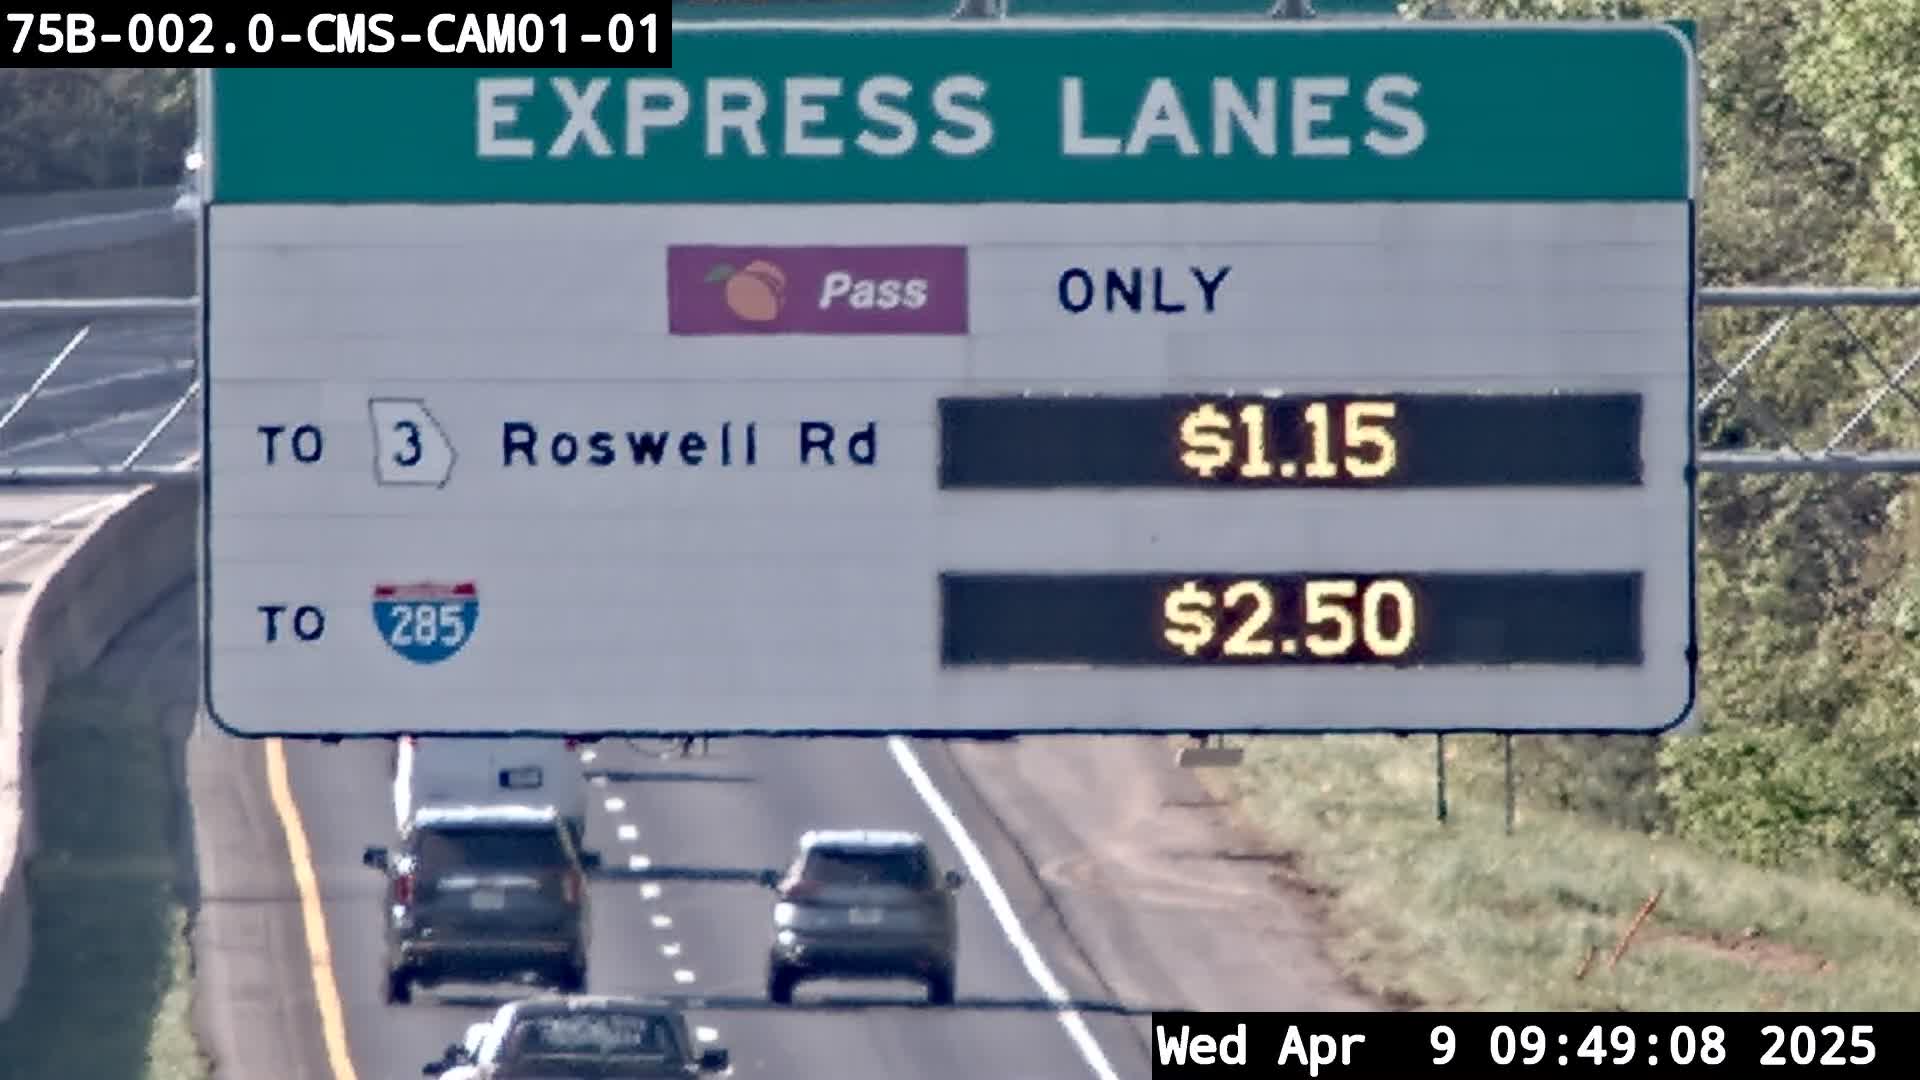 75B-002.0-CMS-CAM01-01
EXPRESS LANES
Pass ONLY
TO 3 Roswell Rd $1.15
TO 285 $2.50
Wed Apr 9 09:49:08 2025